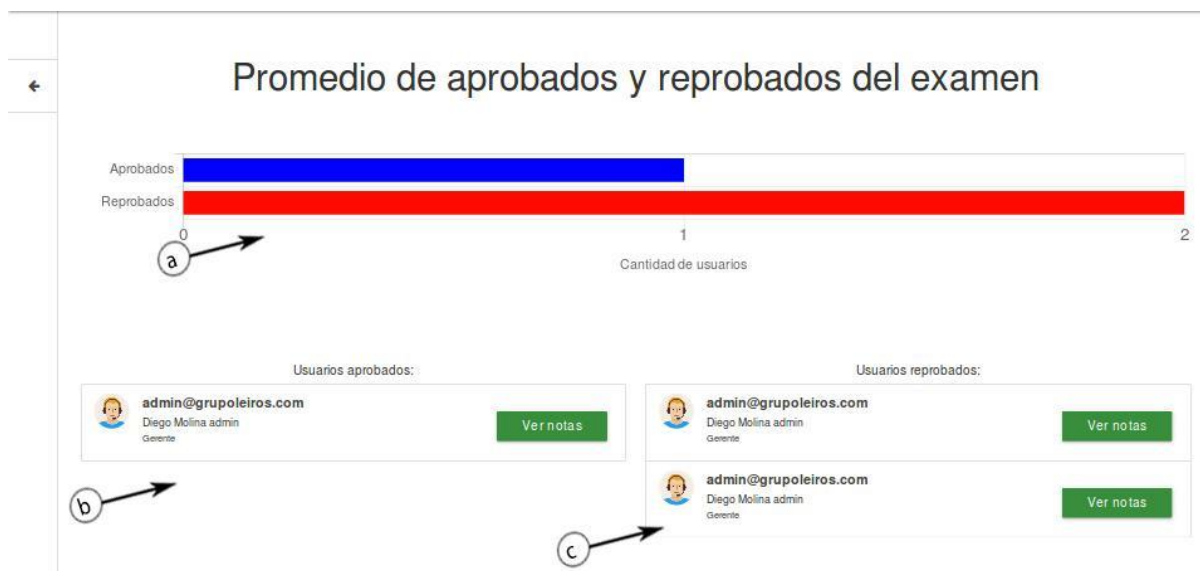 Promedio de aprobados y reprobados del examen
Aprobados
Reprobados
0 1 2
a
Cantidad de usuarios
Usuarios aprobados:
admin@grupoleiros.com
Diego Molina admin
Gerente
Ver notas
b
Usuarios reprobados:
admin@grupoleiros.com
Diego Molina admin
Gerente
Ver notas
admin@grupoleiros.com
Diego Molina admin
Gerente
Ver notas
c